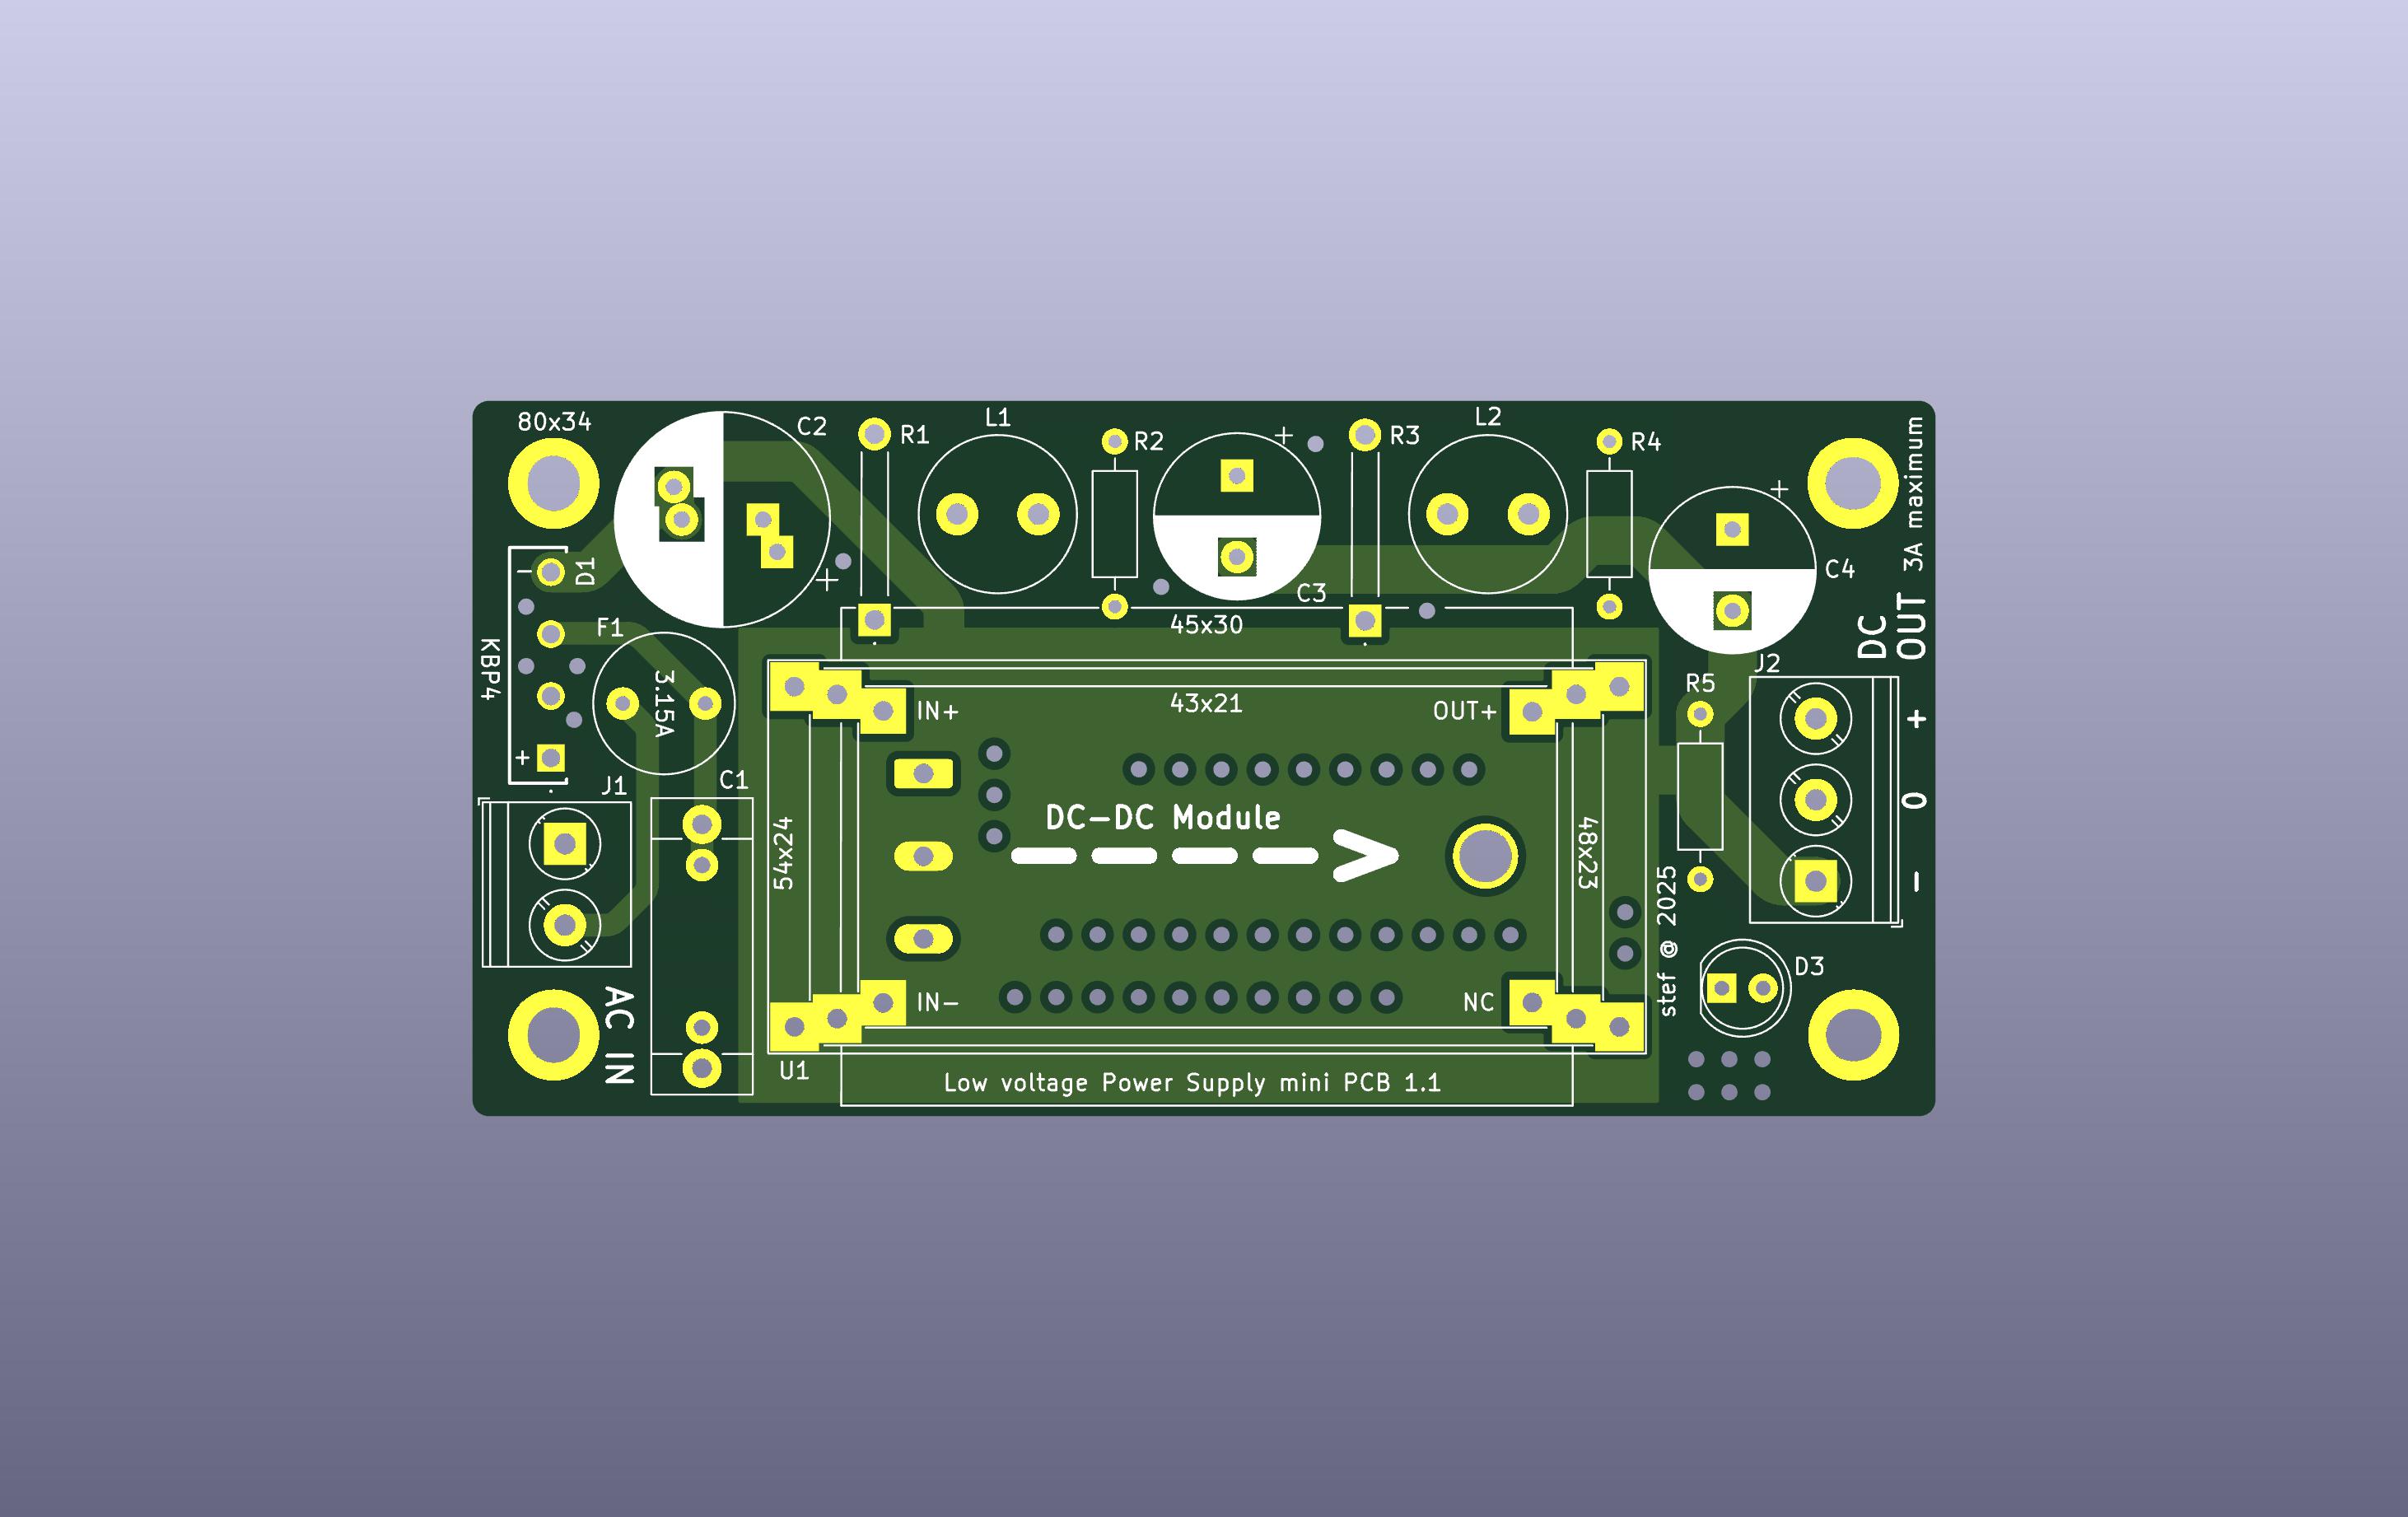 80x34
C2
+
R1
L1
R2
+
C3
R3
L2
R4
+
C4
3A maximum
DC
OUT
D1
-
+
KBP4
F1
3.15A
45x30
43x21
IN+
OUT+
R5
J2
+
0
-
J1
C1
54x24
DC-DC Module
---->
48x23
stef @ 2025
AC IN
IN-
NC
D3
U1
Low voltage Power Supply mini PCB 1.1